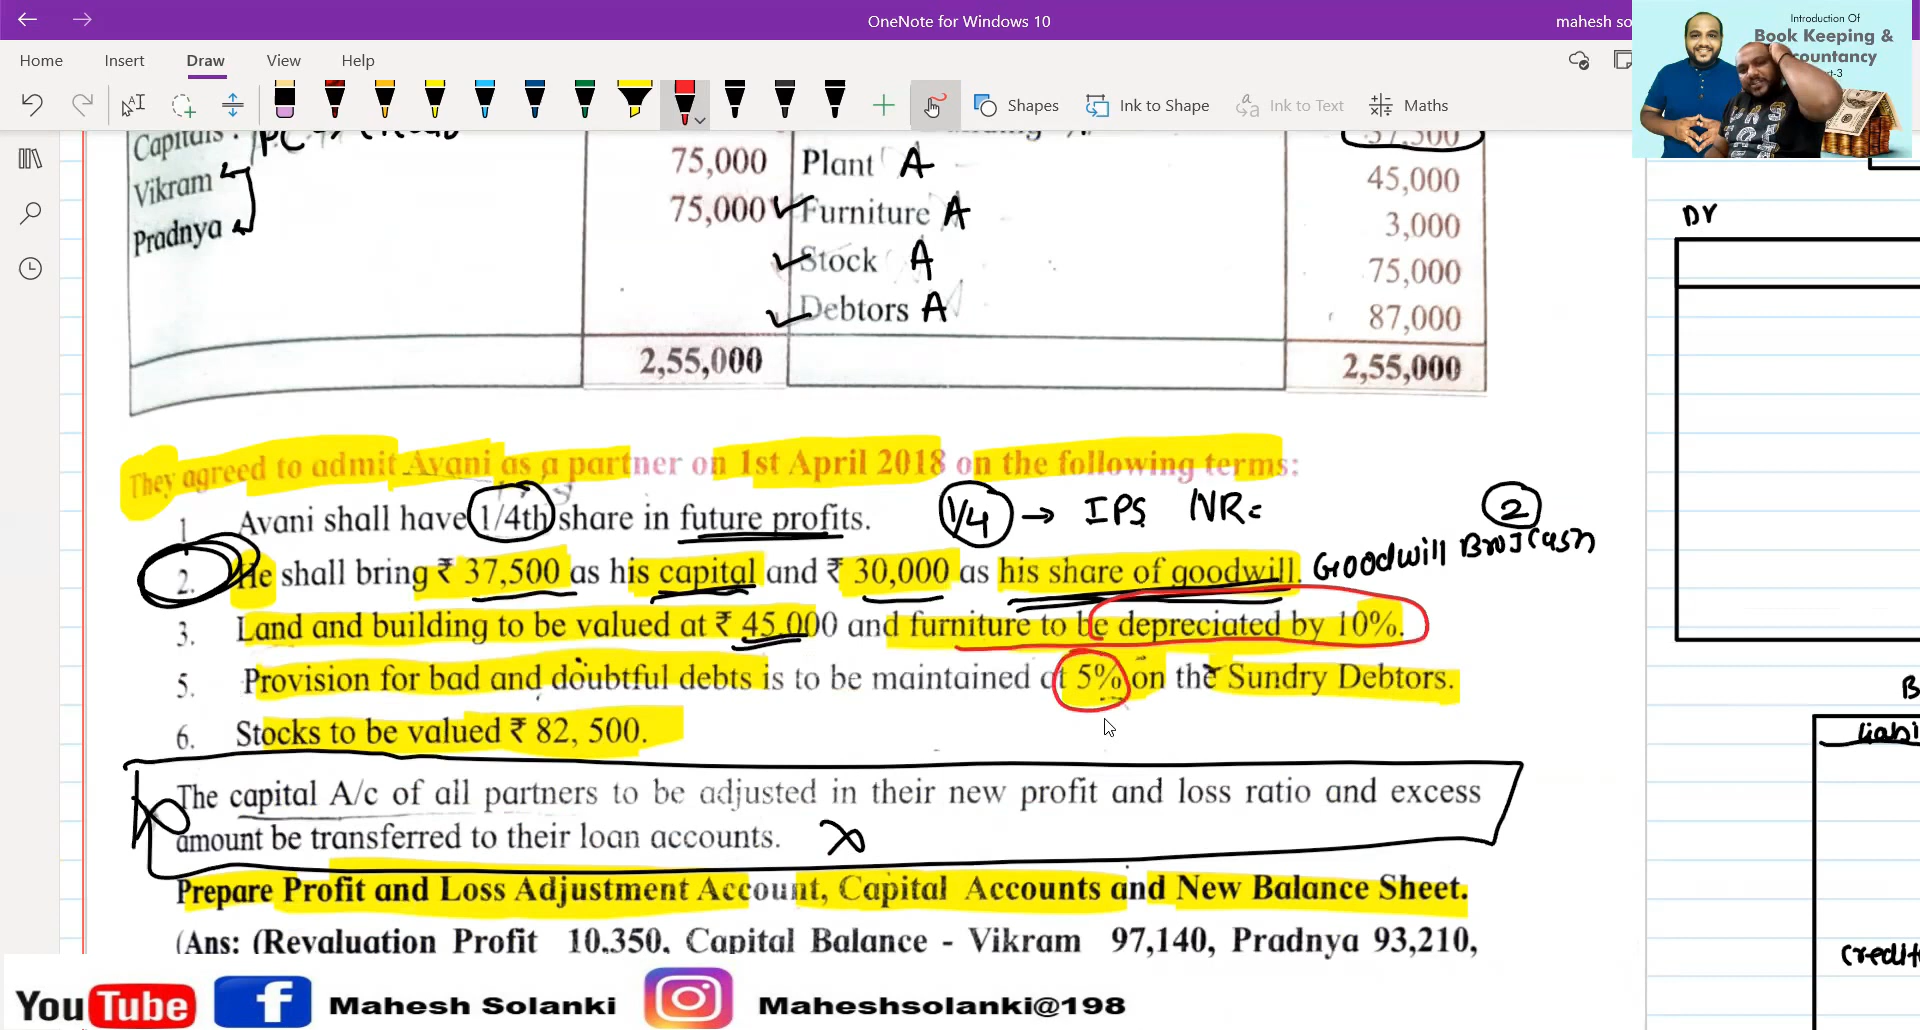 OneNote for Windows 10
mahesh so
Introduction Of
Book Keeping &
countancy
t-3
Home Insert Draw View Help
Shapes Ink to Shape Ink to Text Maths
Capitals :
Vikram
Pradnya
75,000 Plant A 45,000
75,000 Furniture A 3,000
Stock A 75,000
Debtors A 87,000
2,55,000 2,55,000
They agreed to admit Avani as a partner on 1st April 2018 on the following terms:
1 Avani shall have 1/4th share in future profits. 1/4 → IPS NR= 2
2. He shall bring ₹ 37,500 as his capital and ₹ 30,000 as his share of goodwill. Goodwill Bro] Cash
3. Land and building to be valued at ₹ 45,000 and furniture to be depreciated by 10%.
5. Provision for bad and doubtful debts is to be maintained at 5% on the Sundry Debtors.
6. Stocks to be valued ₹ 82, 500.
The capital A/c of all partners to be adjusted in their new profit and loss ratio and excess
amount be transferred to their loan accounts.
Prepare Profit and Loss Adjustment Account, Capital Accounts and New Balance Sheet.
(Ans: (Revaluation Profit 10,350, Capital Balance - Vikram 97,140, Pradnya 93,210,
Dr
B
Liabi
Credit
YouTube f Mahesh Solanki Maheshsolanki@198